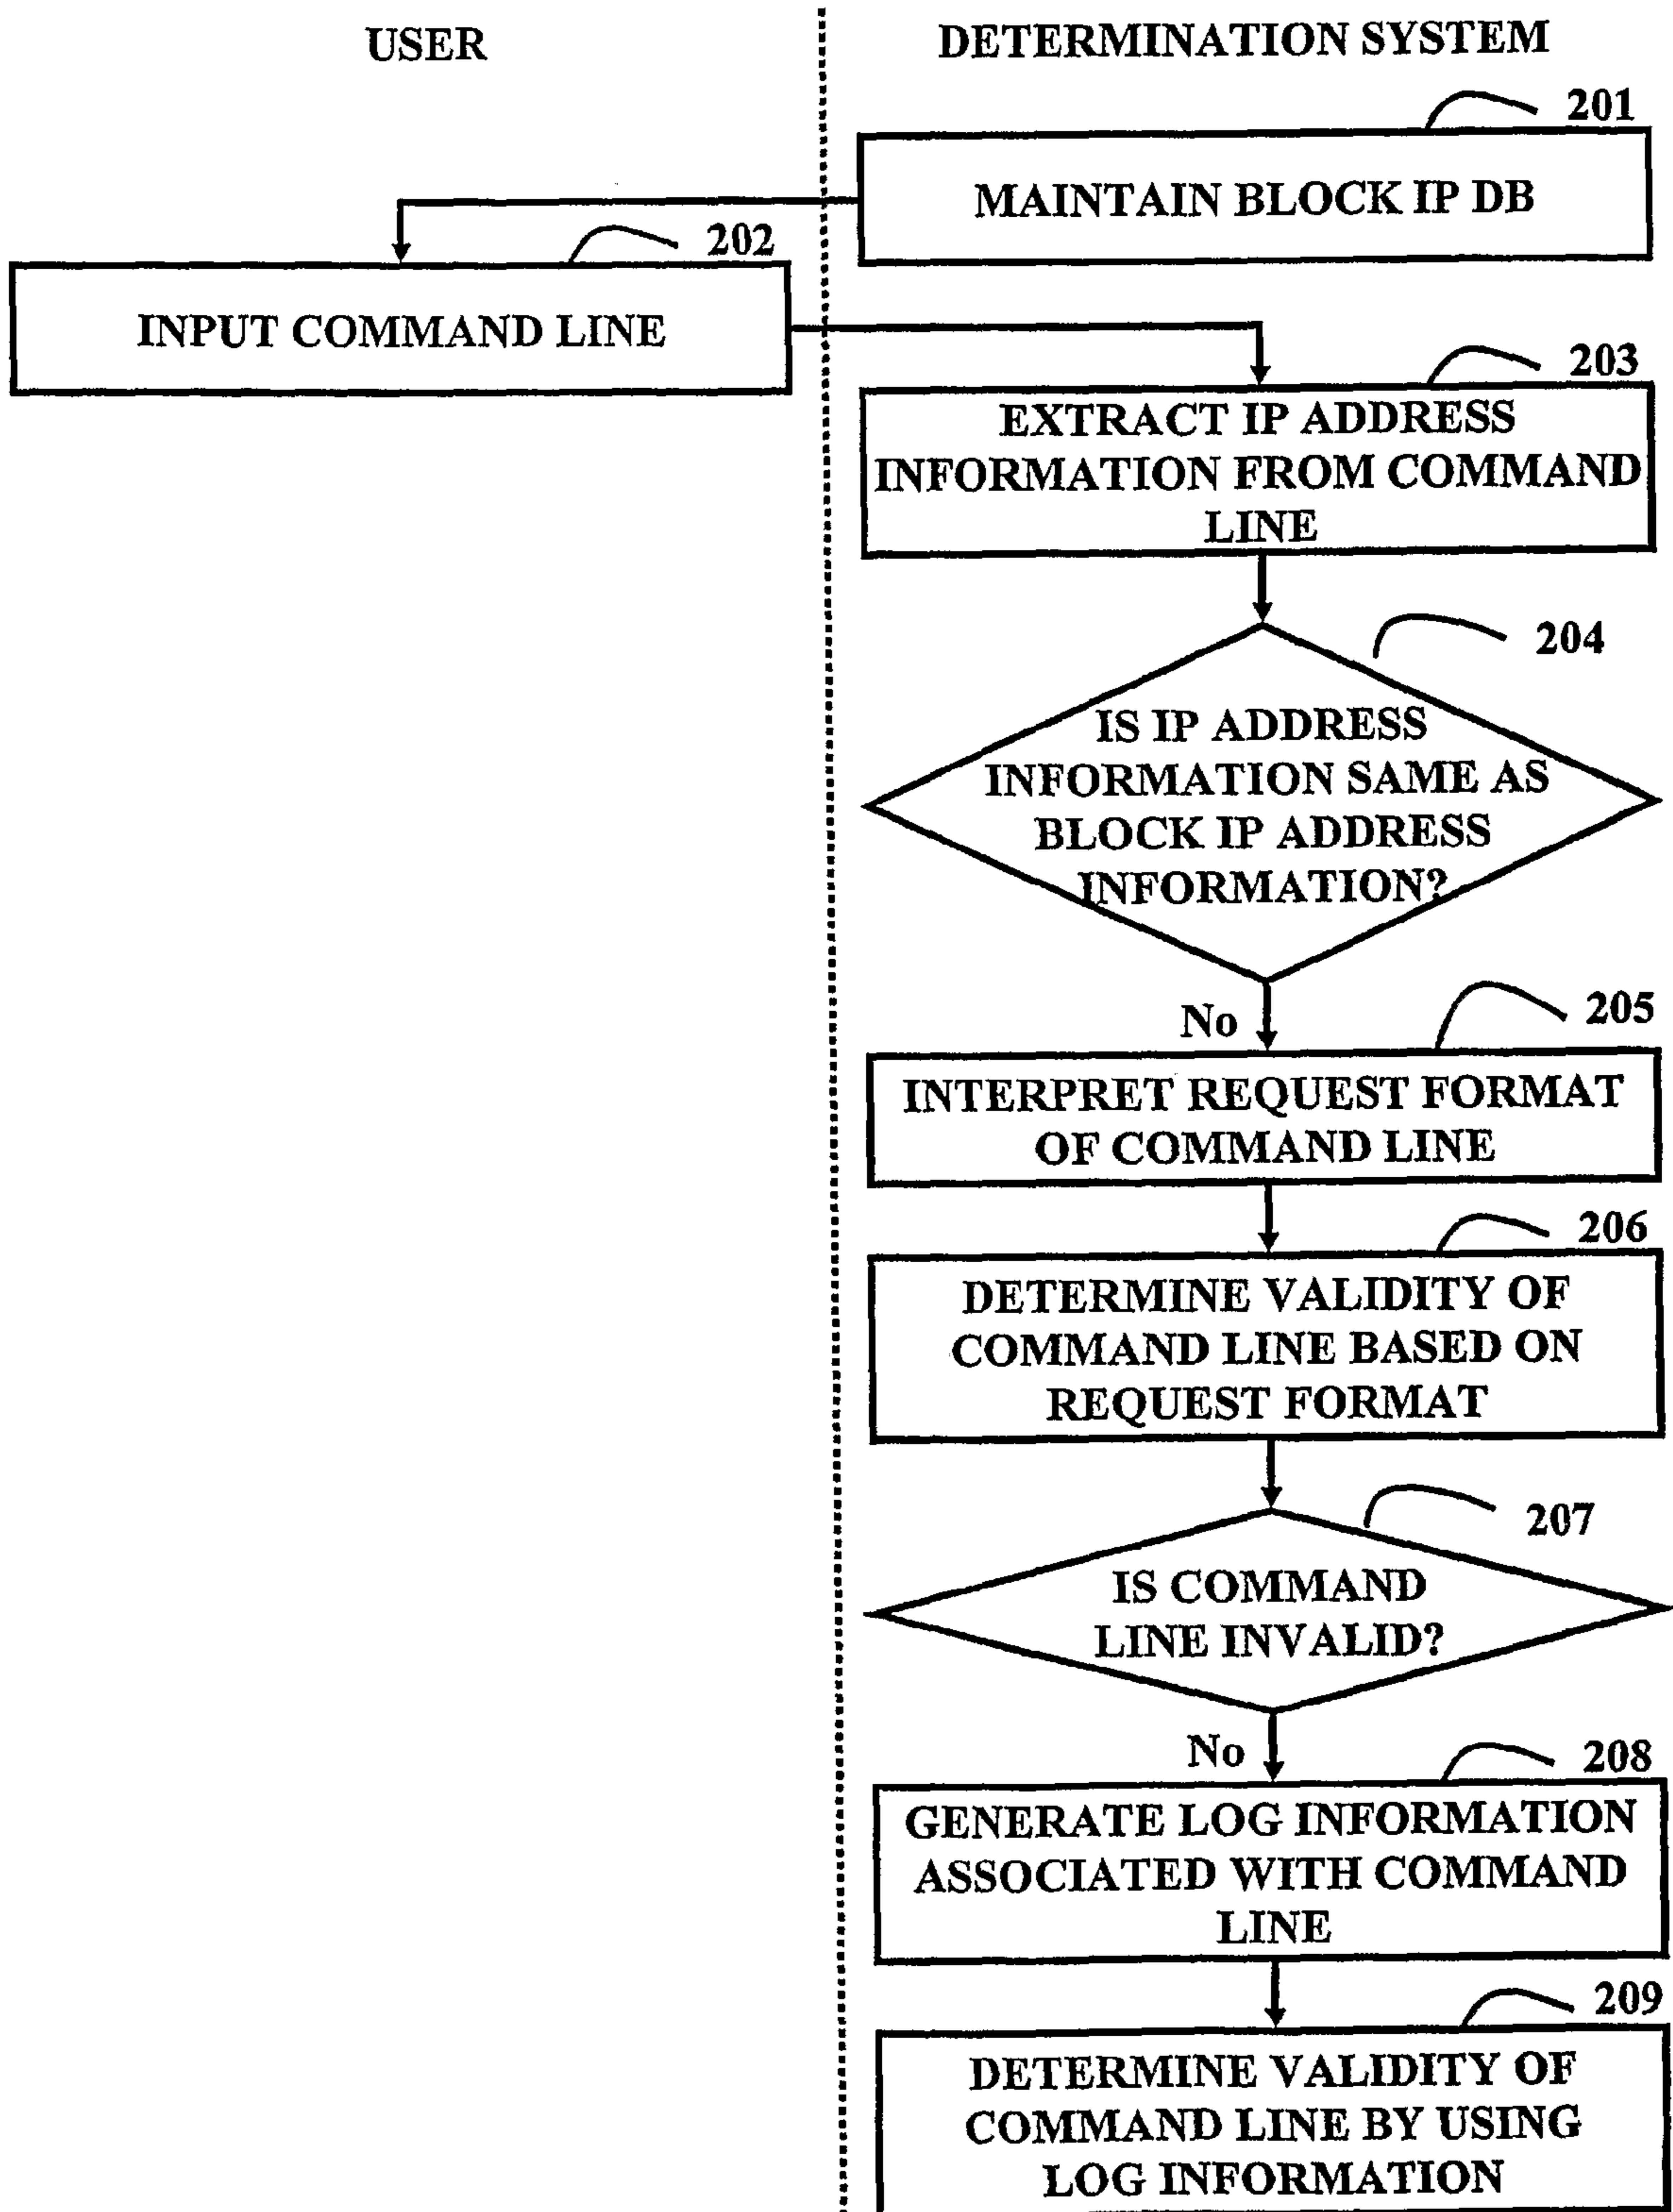 USER
DETERMINATION SYSTEM
201
MAINTAIN BLOCK IP DB
202
INPUT COMMAND LINE
203
EXTRACT IP ADDRESS
INFORMATION FROM COMMAND
LINE
204
IS IP ADDRESS
INFORMATION SAME AS
BLOCK IP ADDRESS
INFORMATION?
No
205
INTERPRET REQUEST FORMAT
OF COMMAND LINE
206
DETERMINE VALIDITY OF
COMMAND LINE BASED ON
REQUEST FORMAT
207
IS COMMAND
LINE INVALID?
No
208
GENERATE LOG INFORMATION
ASSOCIATED WITH COMMAND
LINE
209
DETERMINE VALIDITY OF
COMMAND LINE BY USING
LOG INFORMATION